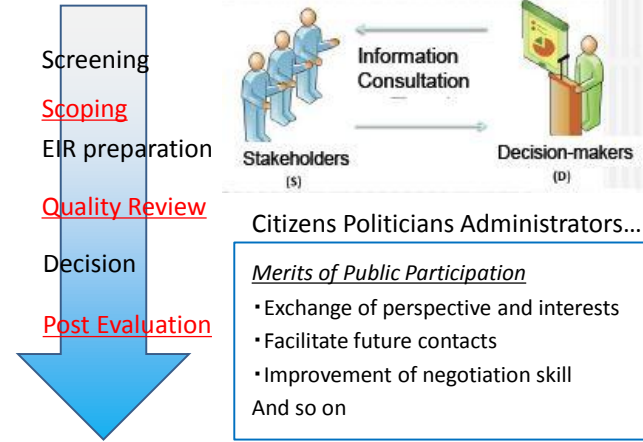 Screening
Scoping
EIR preparation
Quality Review
Decision
Post Evaluation
Information
Consultation
Stakeholders
(S)
Decision-makers
(D)
Citizens Politicians Administrators…
Merits of Public Participation
・Exchange of perspective and interests
・Facilitate future contacts
・Improvement of negotiation skill
And so on